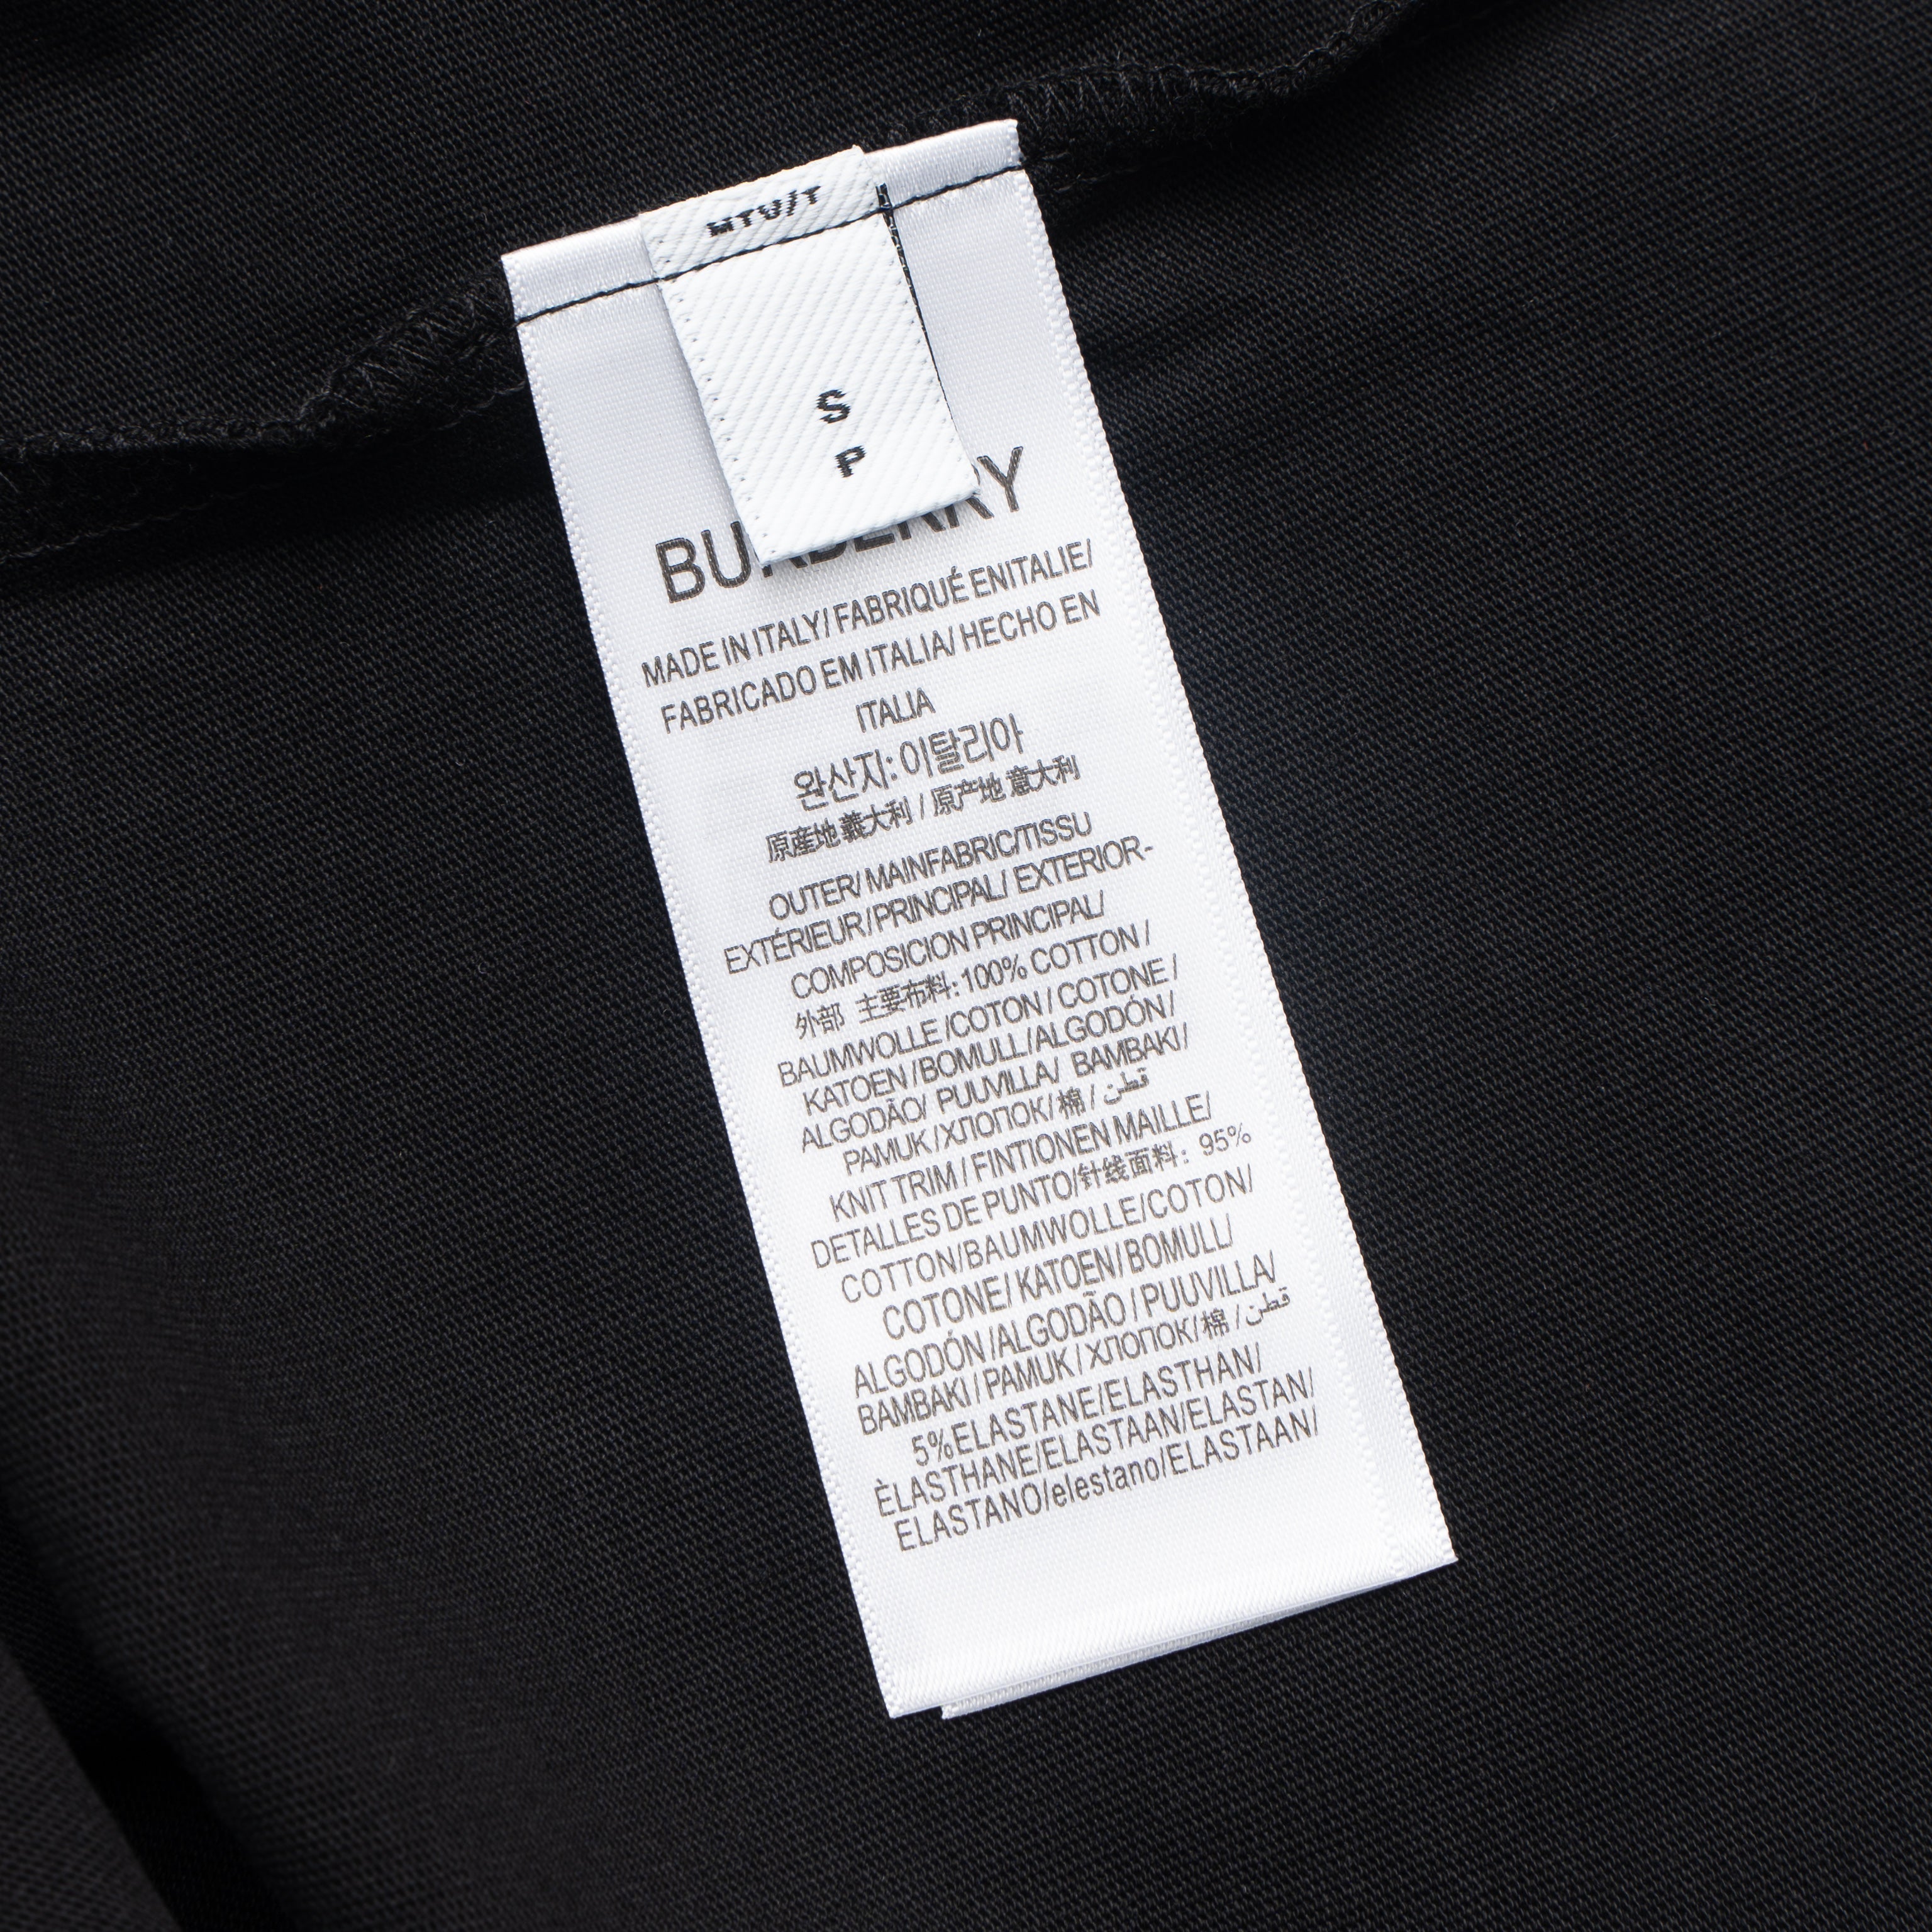 MTV/T
S
P
BURBERRY
MADE IN ITALY/ FABRIQUÉ ENITALIE/
FABRICADO EM ITALIA/ HECHO EN
ITALIA
완산지: 이탈리아
原産地 義大利 / 原产地 意大利
OUTER/ MAINFABRIC/TISSU
EXTÉRIEUR / PRINCIPAL/ EXTERIOR-
COMPOSICION PRINCIPAL/
外部 主要布料: 100% COTTON /
BAUMWOLLE /COTON / COTONE /
KATOEN / BOMULL/ALGODÓN /
ALGODÃO/ PUUVILLA/ BAMBAKI /
PAMUK / ХЛОПОК/ 棉 / قطن
KNIT TRIM / FINTIONEN MAILLE/
DETALLES DE PUNTO/针线面料: 95%
COTTON/BAUMWOLLE/COTON/
COTONE/ KATOEN/ BOMULL/
ALGODÓN /ALGODÃO / PUUVILLA/
BAMBAKI / PAMUK / ХЛОПОК/ 棉 / قطن
5%ELASTANE/ELASTHAN/
ÈLASTHANE/ELASTAAN/ELASTAN/
ELASTANO/elestano/ELASTAAN/